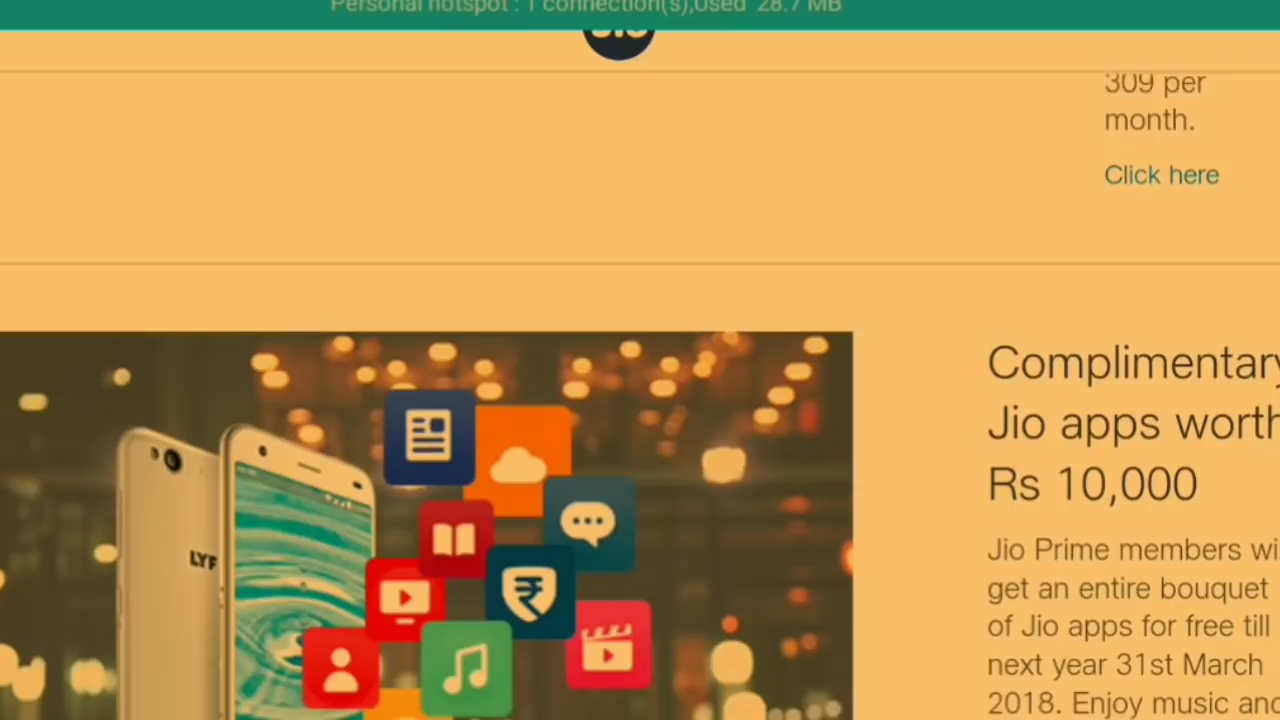 Personal hotspot : 1 connection(s),Used 28.7 MB
Jio
309 per
month.
Click here
Complimentary
Jio apps worth
Rs 10,000
Jio Prime members wi
get an entire bouquet
of Jio apps for free till
next year 31st March
2018. Enjoy music and
LYF